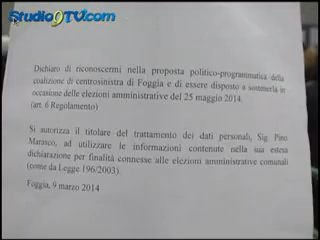 Studio9TV.com
Dichiaro di riconoscermi nella proposta politico-programmatica della
coalizione di centrosinistra di Foggia e di essere disposto a sostenerla in
occasione delle elezioni amministrative del 25 maggio 2014.
(art. 6 Regolamento)
Si autorizza il titolare del trattamento dei dati personali, Sig. Pino
Marasco, ad utilizzare le informazioni contenute nella sua estesa
dichiarazione per finalità connesse alle elezioni amministrative comunali
(come da Legge 196/2003).
Foggia, 9 marzo 2014